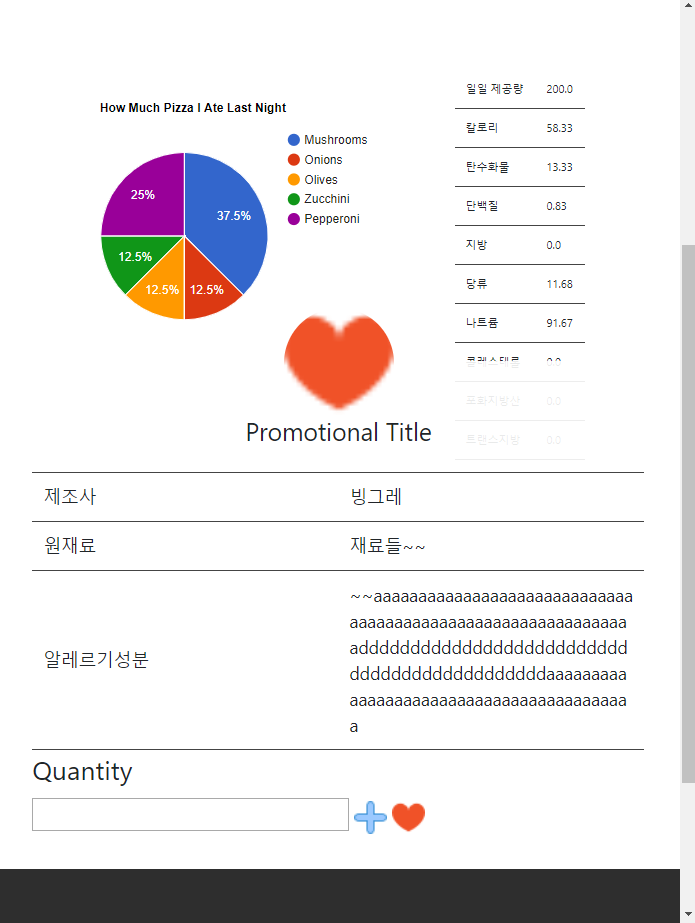 How Much Pizza I Ate Last Night
Mushrooms
Onions
Olives
Zucchini
Pepperoni
25%
37.5%
12.5%
12.5%
12.5%
일일 제공량 200.0
칼로리 58.33
탄수화물 13.33
단백질 0.83
지방 0.0
당류 11.68
나트륨 91.67
콜레스테롤 0.0
포화지방산 0.0
트랜스지방 0.0
Promotional Title
제조사 빙그레
원재료 재료들~~
알레르기성분
~~aaaaaaaaaaaaaaaaaaaaaaaaaaaaa
aaaaaaaaaaaaaaaaaaaaaaaaaaaaaaa
adddddddddddddddddddddddddd
dddddddddddddddddddaaaaaaaaa
aaaaaaaaaaaaaaaaaaaaaaaaaaaaaaa
a
Quantity